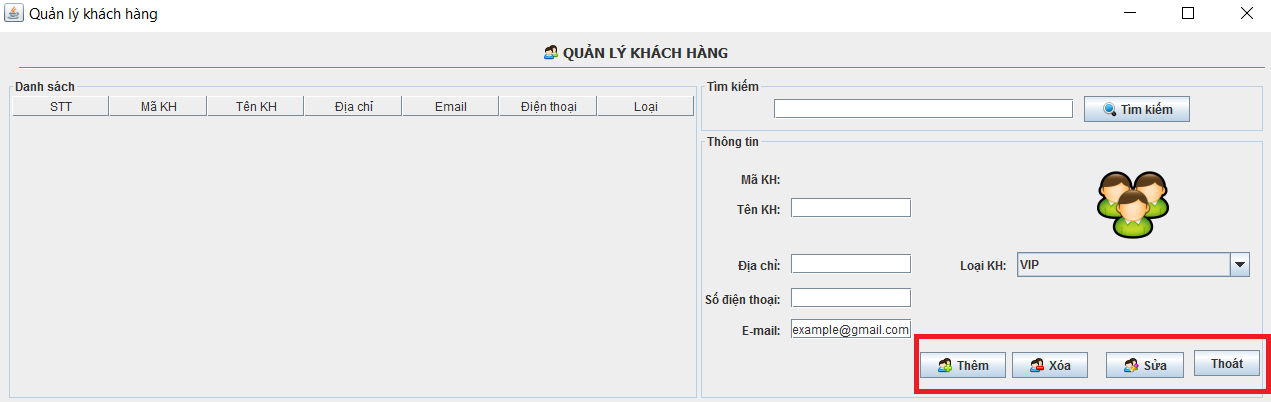 Quản lý khách hàng
QUẢN LÝ KHÁCH HÀNG
Danh sách
STT Mã KH Tên KH Địa chỉ Email Điện thoại Loại
Tìm kiếm
Tìm kiếm
Thông tin
Mã KH:
Tên KH:
Địa chỉ:
Loại KH: VIP
Số điện thoại:
E-mail: example@gmail.com
Thêm Xóa Sửa Thoát